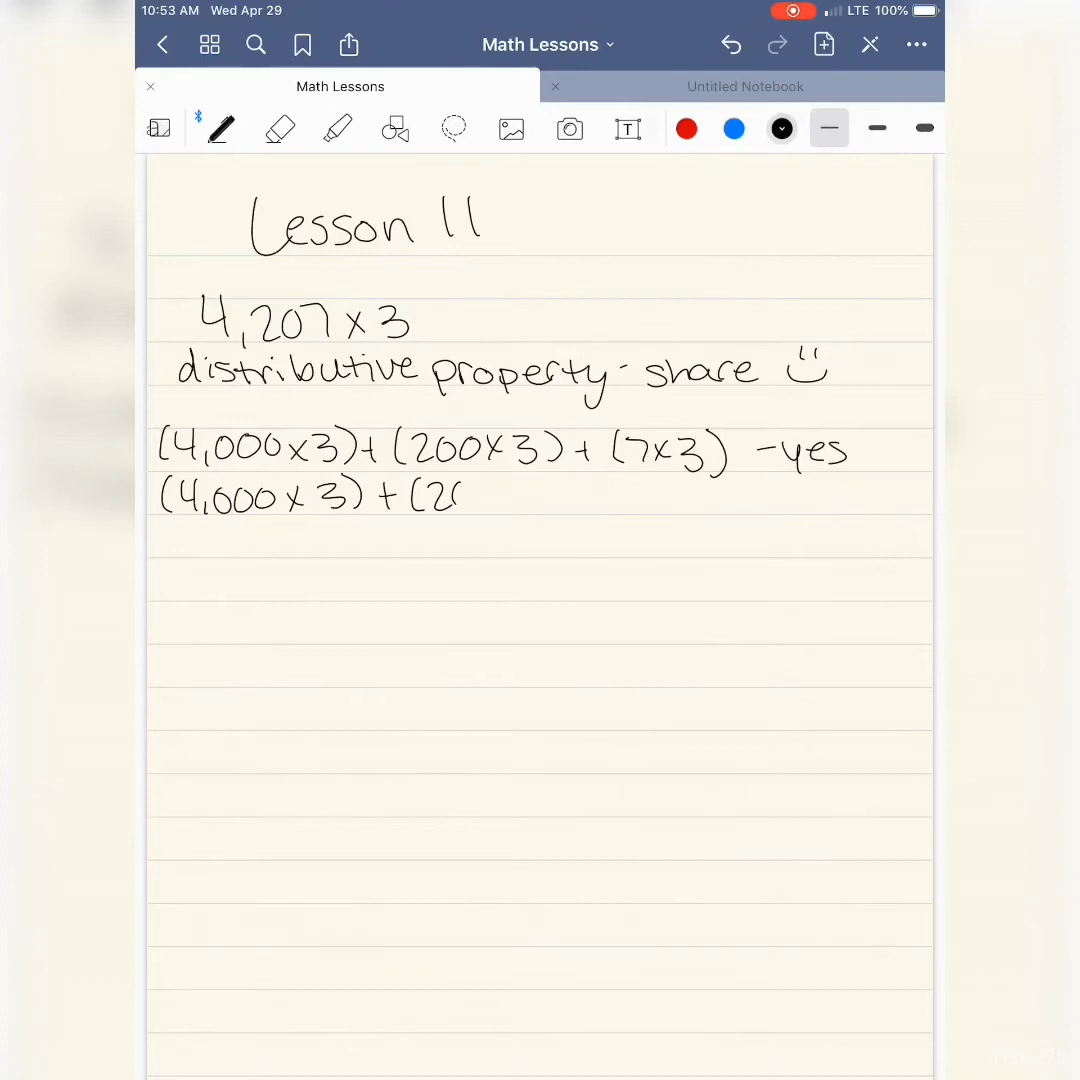 10:53 AM Wed Apr 29 LTE 100%
Math Lessons
Math Lessons Untitled Notebook
T
Lesson 11
4,207 x 3
distributive property - share
(4,000 x 3) + (200 x 3) + (7 x 3) - yes
(4,000 x 3) + (20